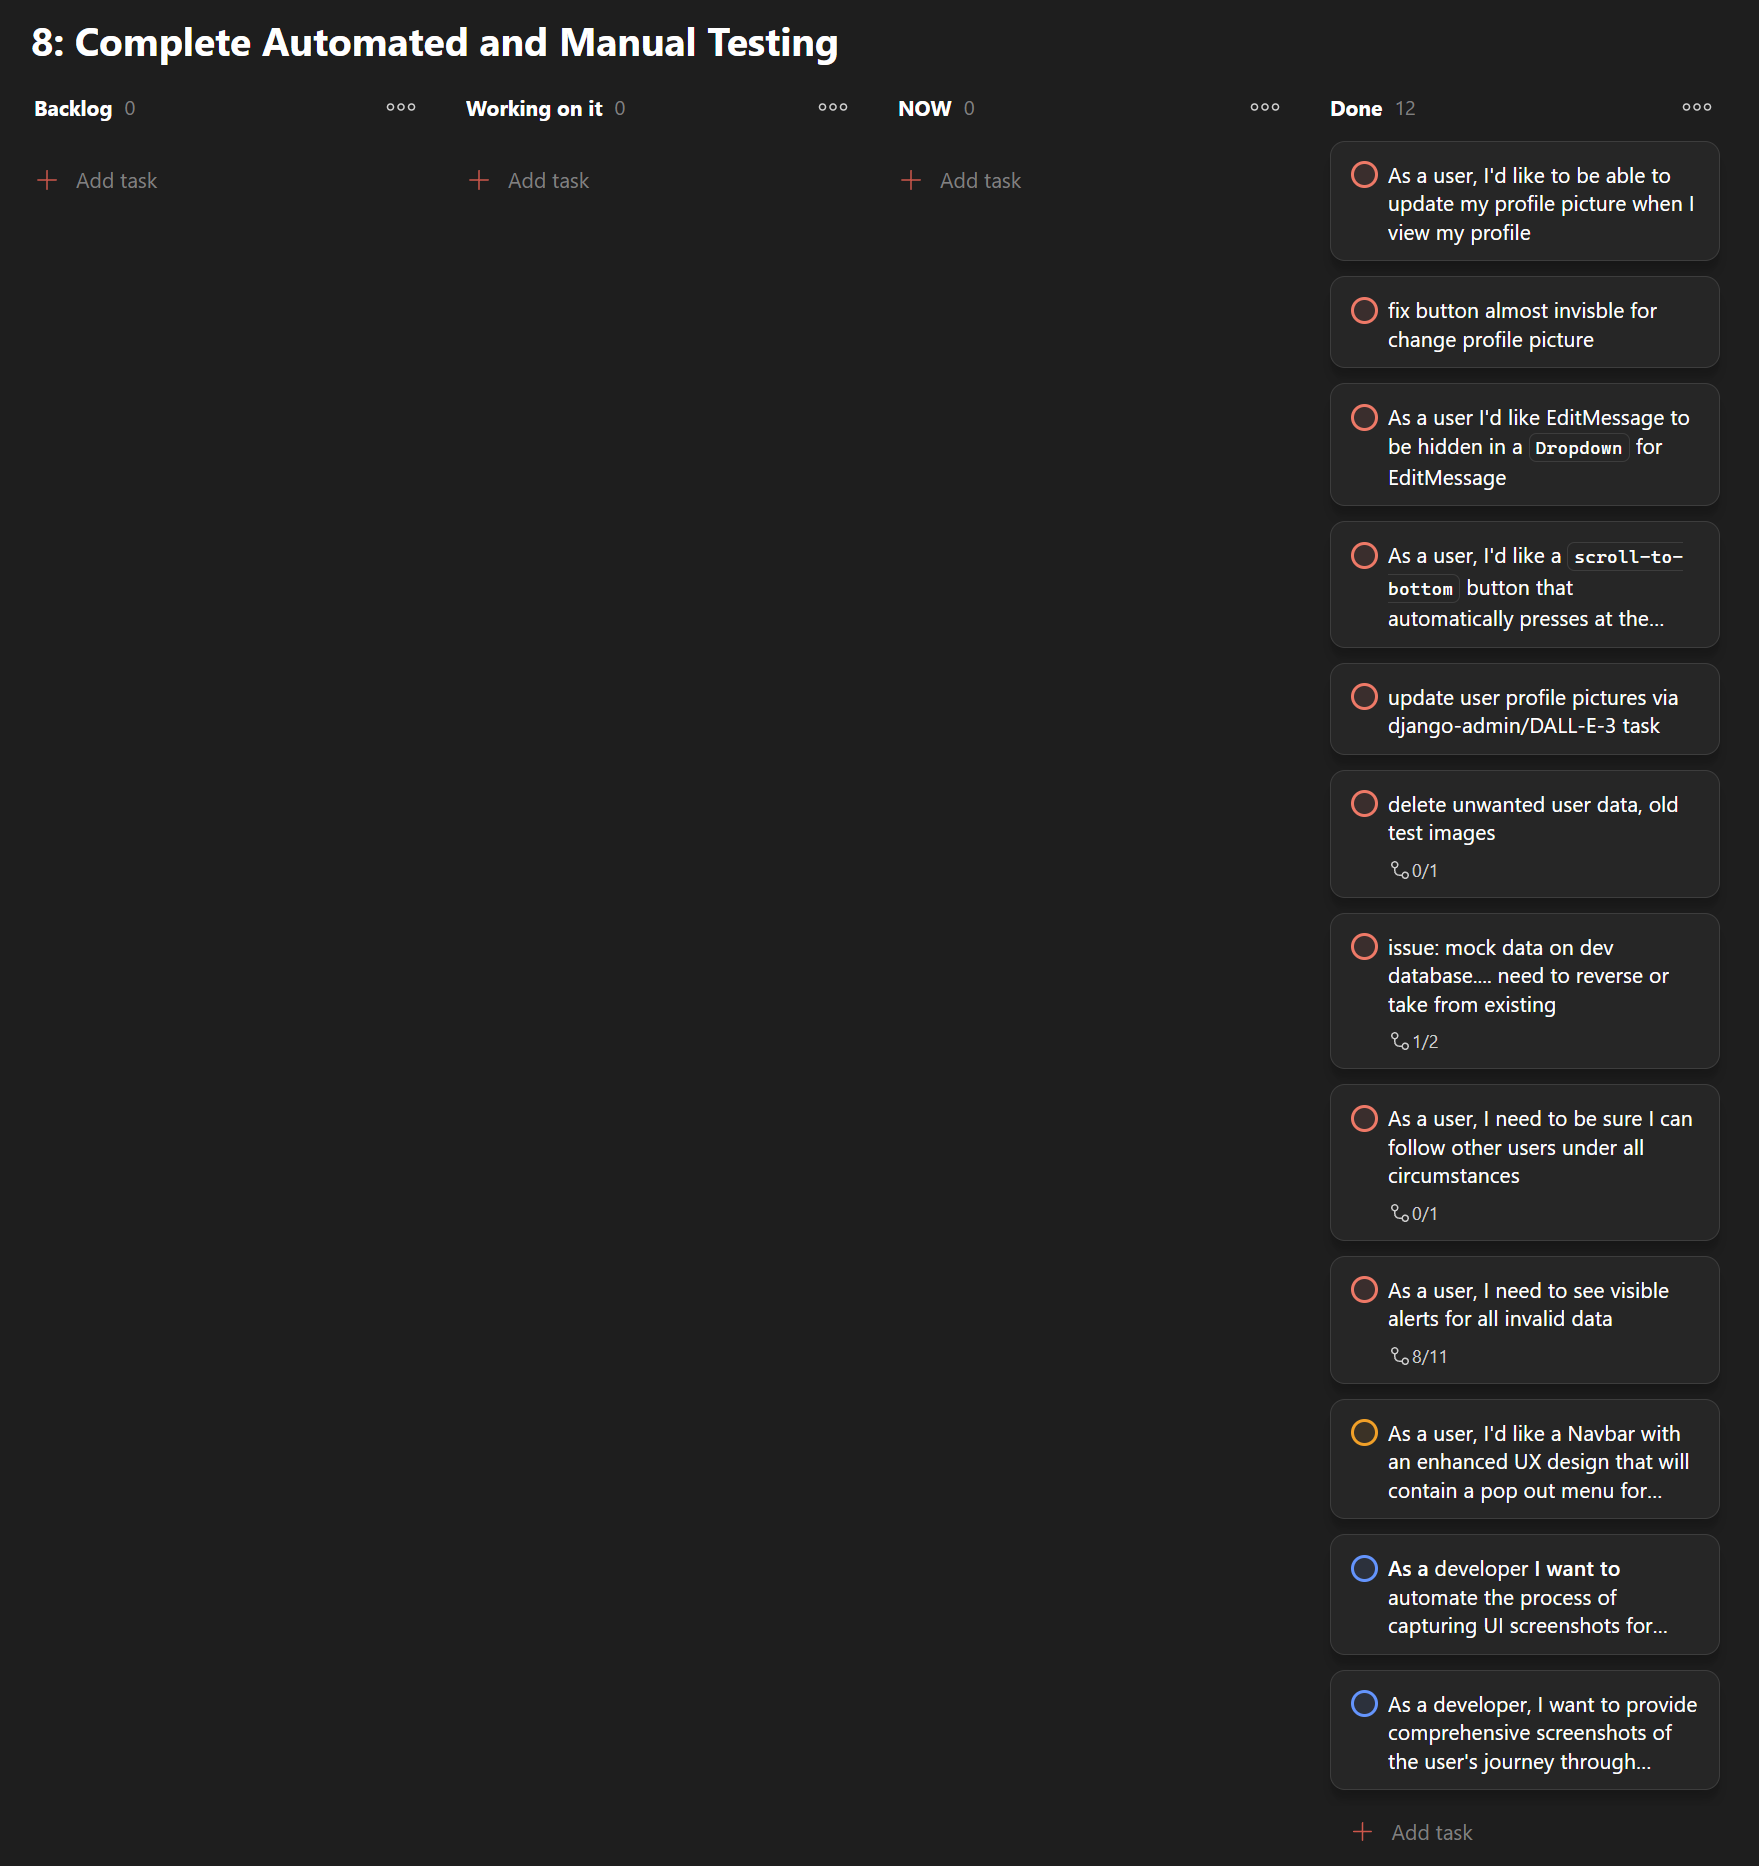 8: Complete Automated and Manual Testing
Backlog 0
Add task
Working on it 0
Add task
NOW 0
Add task
Done 12
As a user, I'd like to be able to
update my profile picture when I
view my profile
fix button almost invisble for
change profile picture
As a user I'd like EditMessage to
be hidden in a Dropdown for
EditMessage
As a user, I'd like a scroll-to-
bottom button that
automatically presses at the...
update user profile pictures via
django-admin/DALL-E-3 task
delete unwanted user data, old
test images
0/1
issue: mock data on dev
database.... need to reverse or
take from existing
1/2
As a user, I need to be sure I can
follow other users under all
circumstances
0/1
As a user, I need to see visible
alerts for all invalid data
8/11
As a user, I'd like a Navbar with
an enhanced UX design that will
contain a pop out menu for...
As a developer I want to
automate the process of
capturing UI screenshots for...
As a developer, I want to provide
comprehensive screenshots of
the user's journey through...
Add task